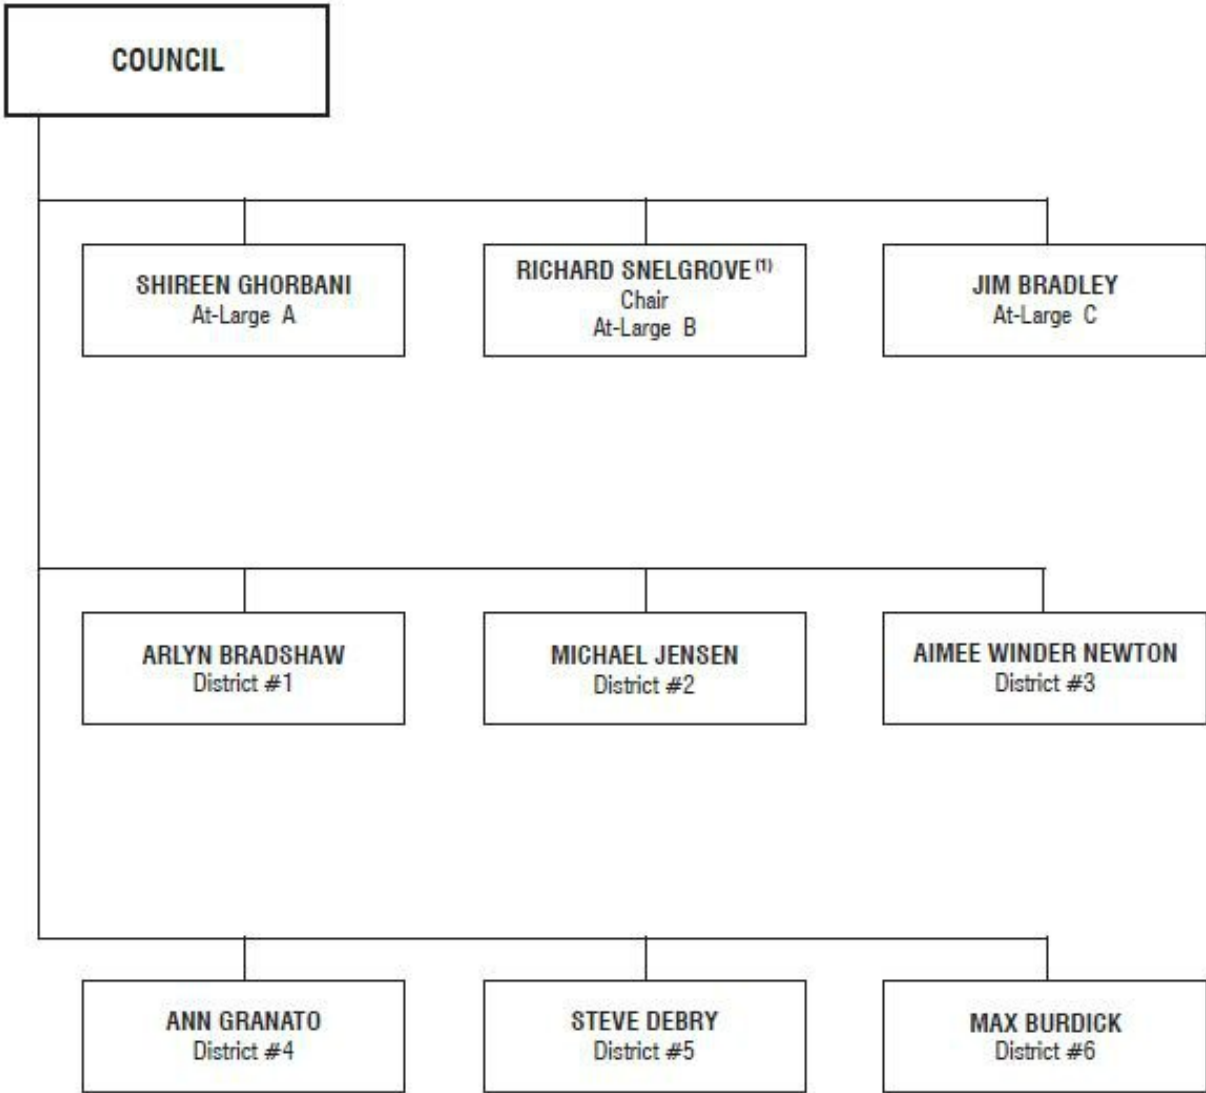 COUNCIL
SHIREEN GHORBANI
At-Large A
RICHARD SNELGROVE (1)
Chair
At-Large B
JIM BRADLEY
At-Large C
ARLYN BRADSHAW
District #1
MICHAEL JENSEN
District #2
AIMEE WINDER NEWTON
District #3
ANN GRANATO
District #4
STEVE DEBRY
District #5
MAX BURDICK
District #6